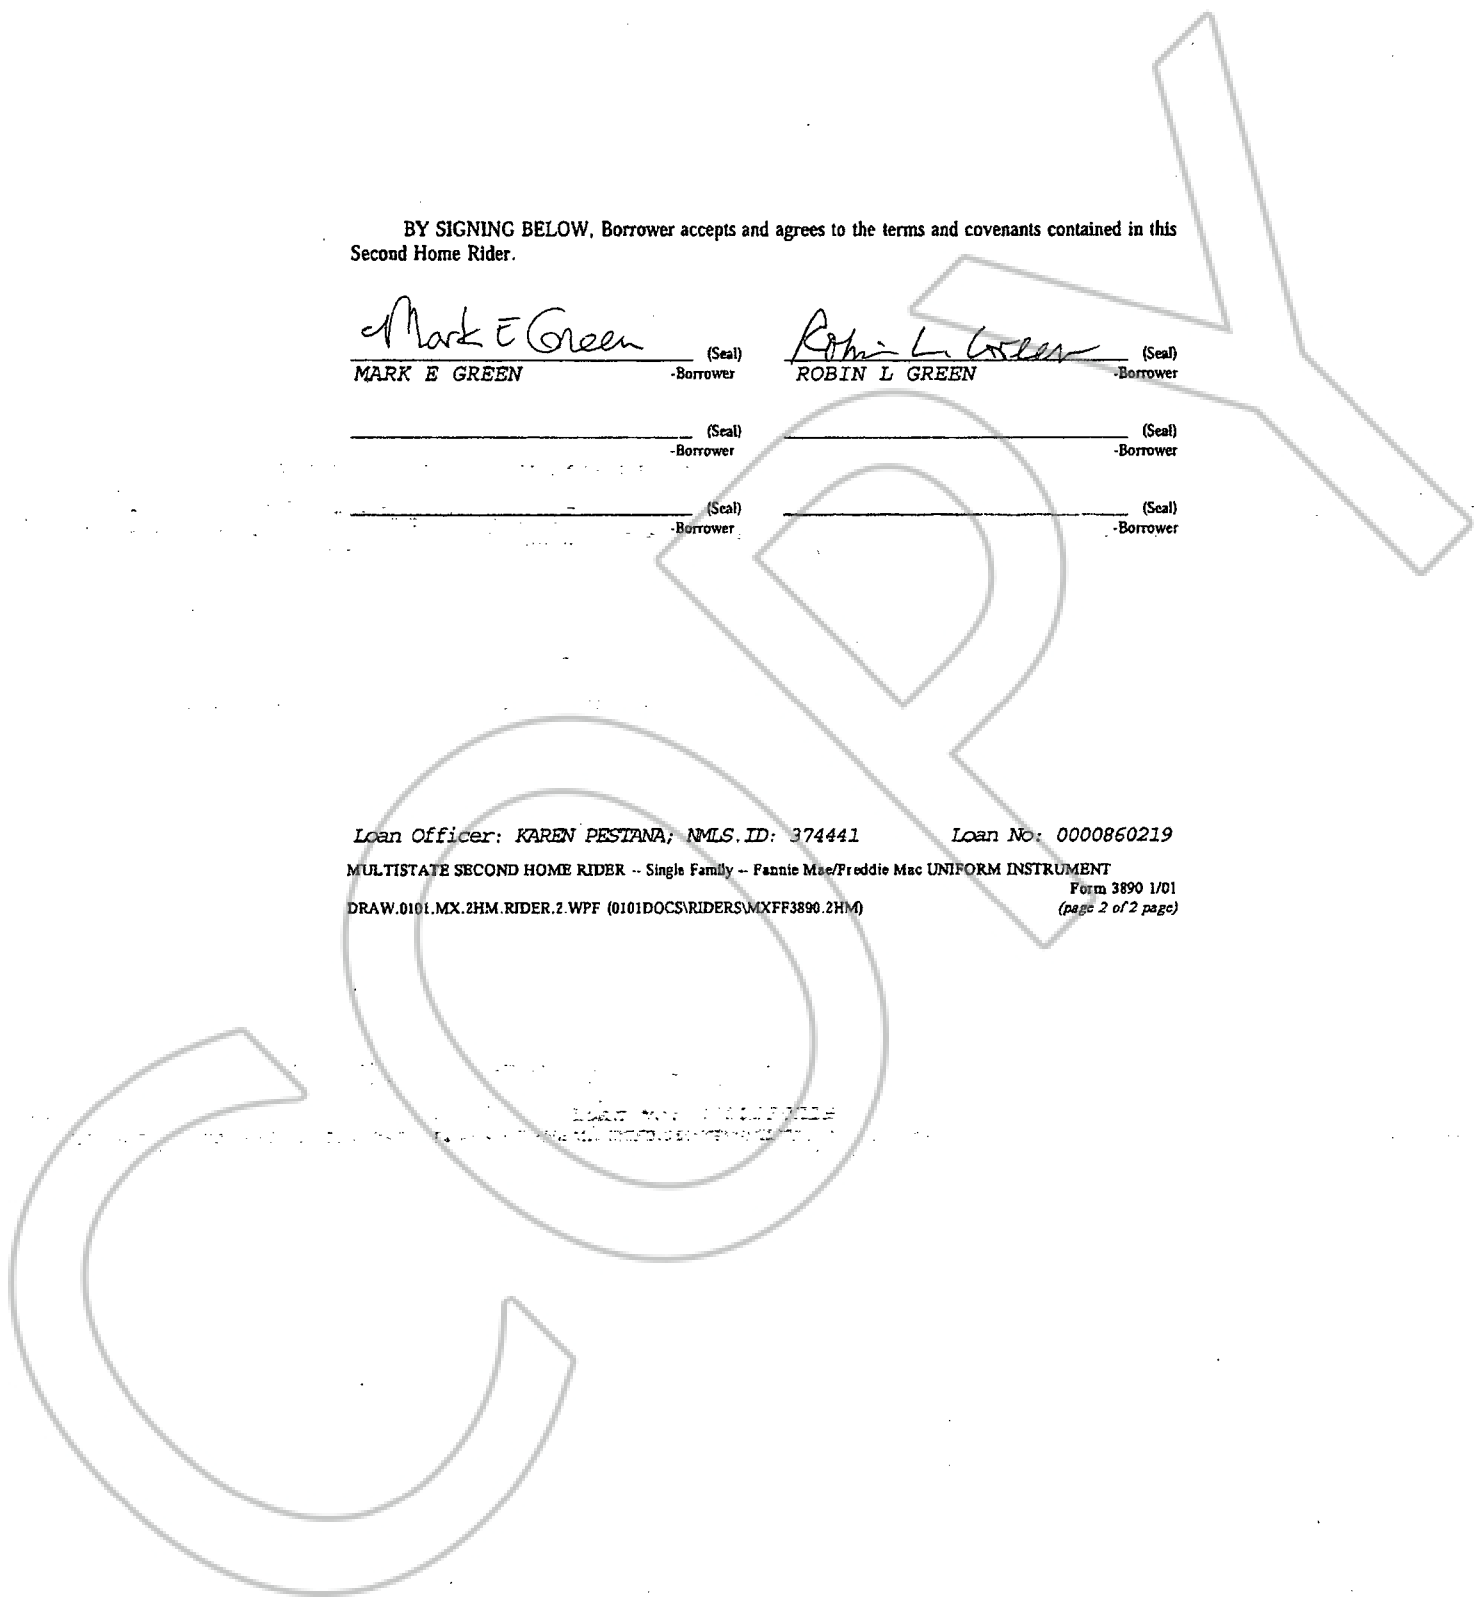 BY SIGNING BELOW, Borrower accepts and agrees to the terms and covenants contained in this
Second Home Rider.
Mark E Green (Seal) Robin L. Green (Seal)
MARK E GREEN -Borrower ROBIN L GREEN -Borrower
(Seal) (Seal)
-Borrower -Borrower
(Seal) (Seal)
-Borrower -Borrower
Loan Officer: KAREN PESTANA; NMLS.ID: 374441 Loan No: 0000860219
MULTISTATE SECOND HOME RIDER -- Single Family -- Fannie Mae/Freddie Mac UNIFORM INSTRUMENT
Form 3890 1/01
DRAW.0101.MX.2HM.RIDER.2.WPF (0101DOCS\RIDERS\MXFF3890.2HM) (page 2 of 2 page)
COPY